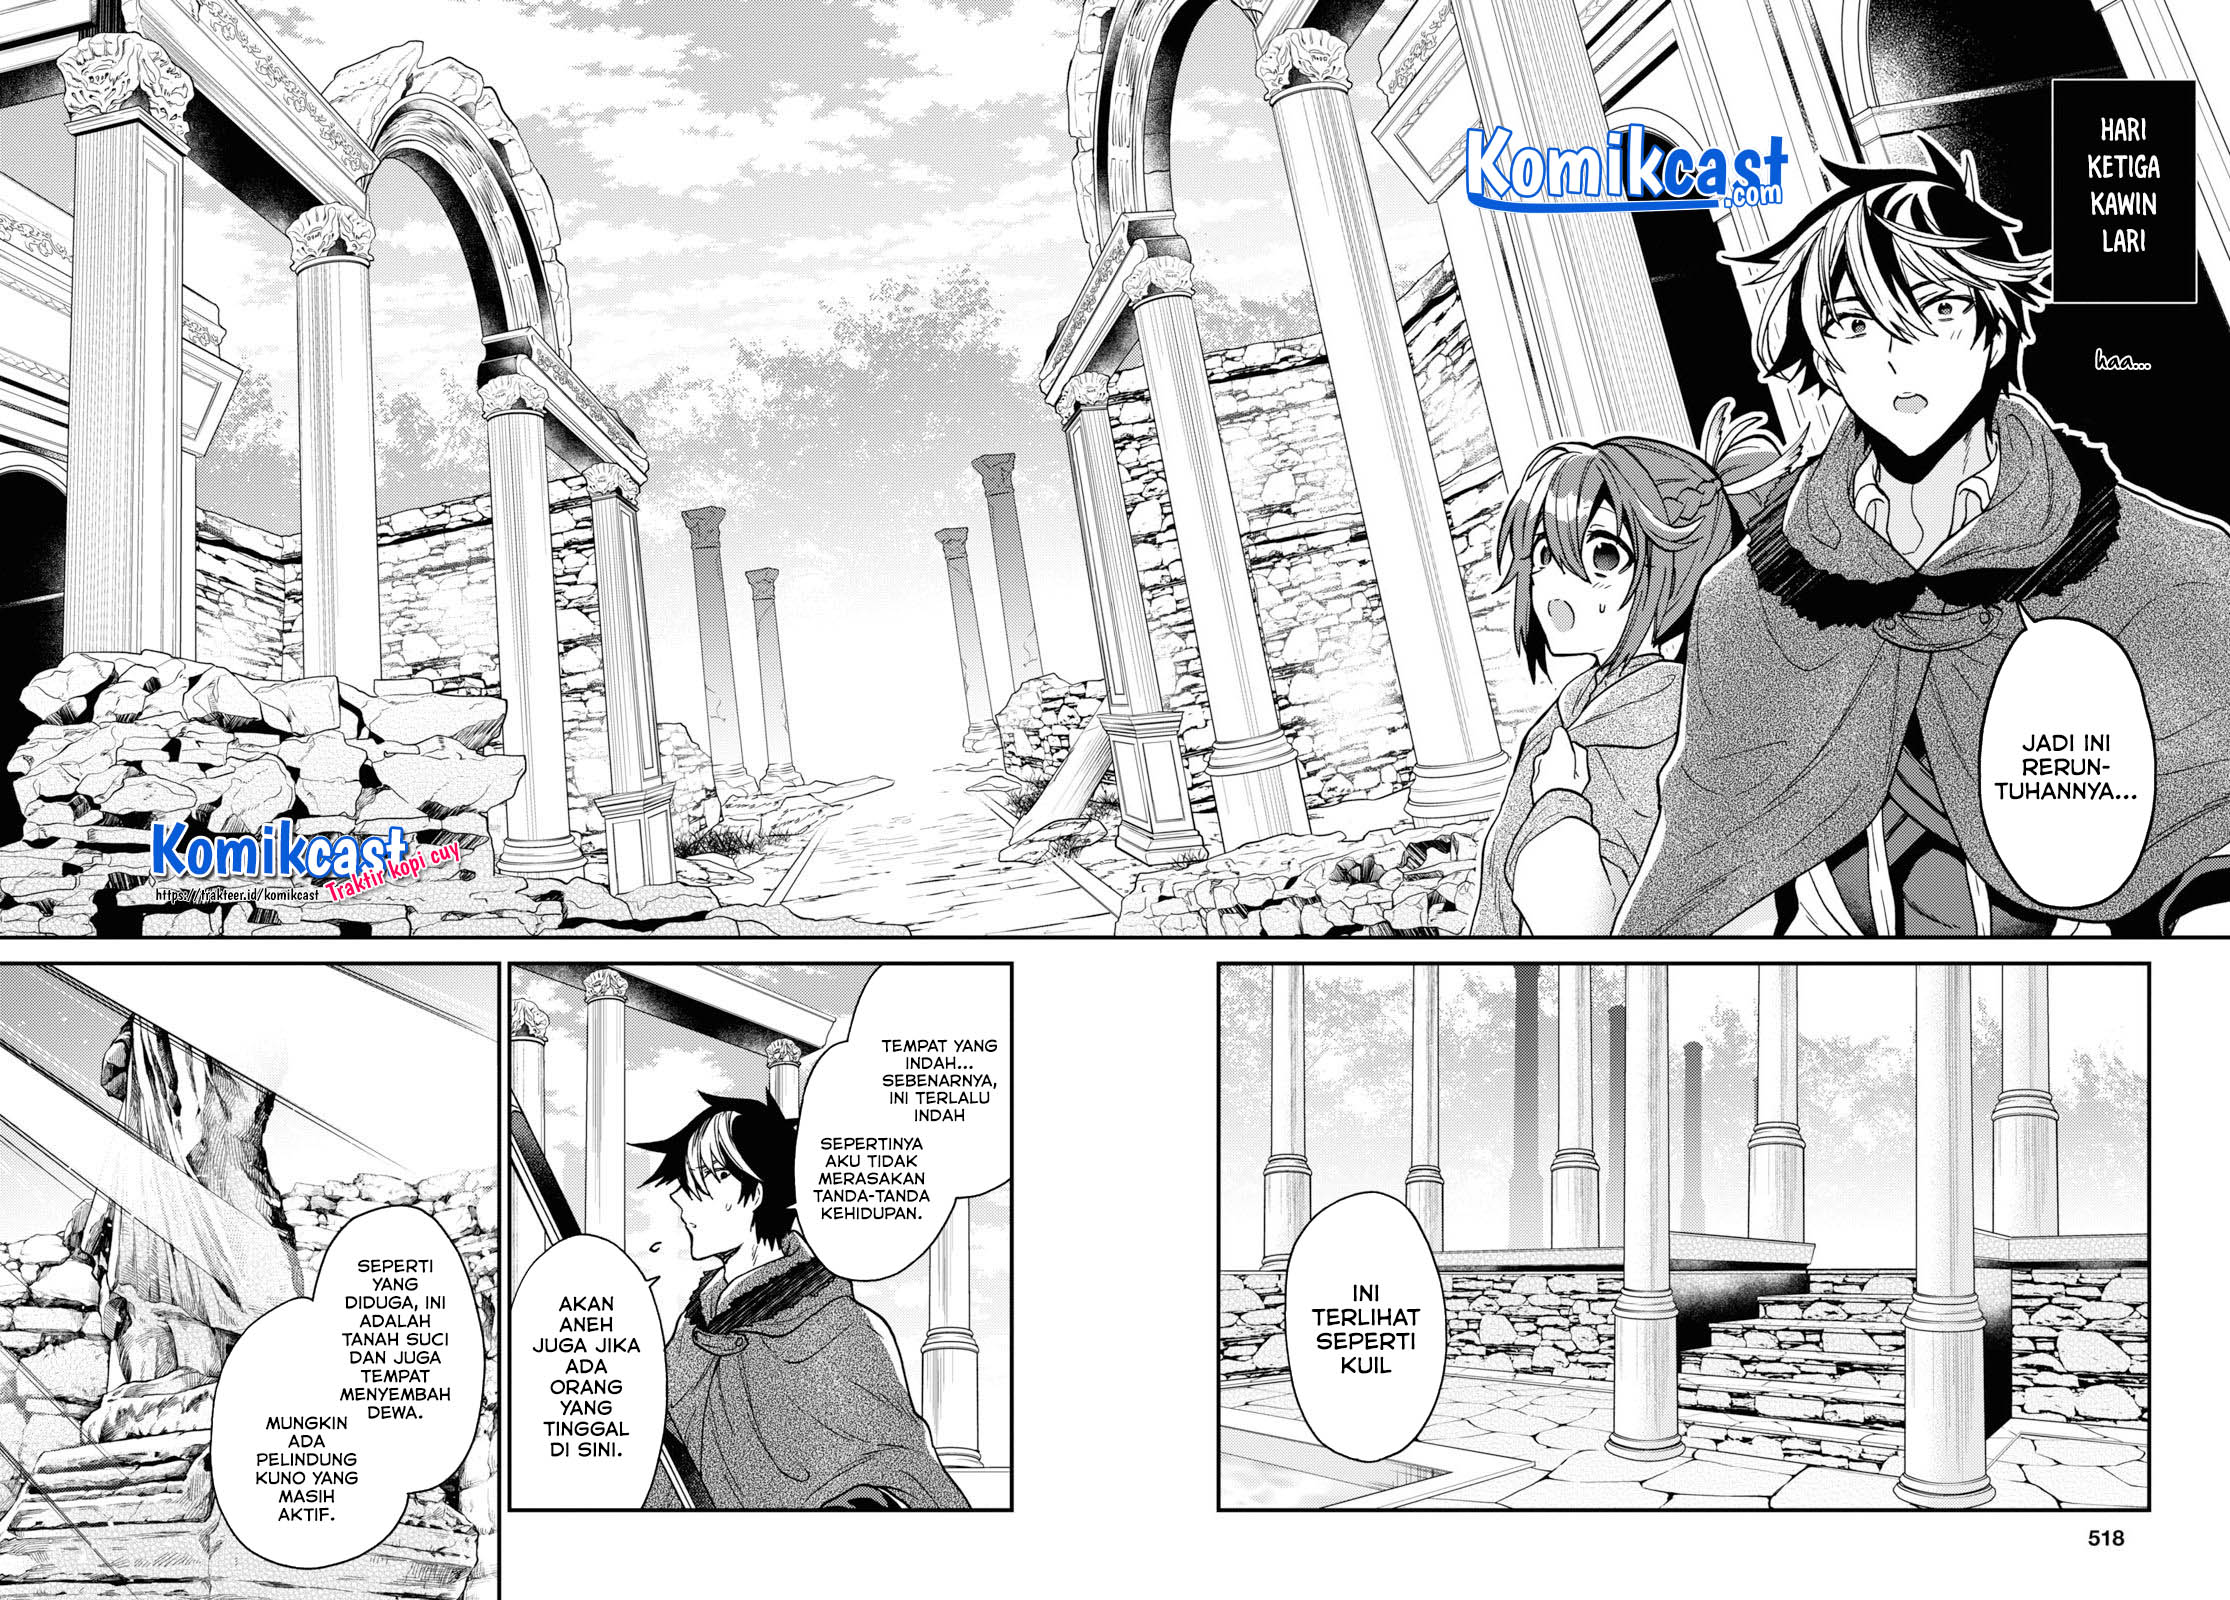 HARI
KETIGA
KAWIN
LARI
haa...
Komikcast
.com
JADI INI
RERUN-
TUHANNYA...
Komikcast
https://trakteer.id/komikcast
Traktir kopi cuy
INI
TERLIHAT
SEPERTI
KUIL
518
TEMPAT YANG
INDAH...
SEBENARNYA,
INI TERLALU
INDAH
SEPERTINYA
AKU TIDAK
MERASAKAN
TANDA-TANDA
KEHIDUPAN.
AKAN
ANEH
JUGA JIKA
ADA
ORANG
YANG
TINGGAL
DI SINI.
SEPERTI
YANG
DIDUGA, INI
ADALAH
TANAH SUCI
DAN JUGA
TEMPAT
MENYEMBAH
DEWA.
MUNGKIN
ADA
PELINDUNG
KUNO YANG
MASIH
AKTIF.